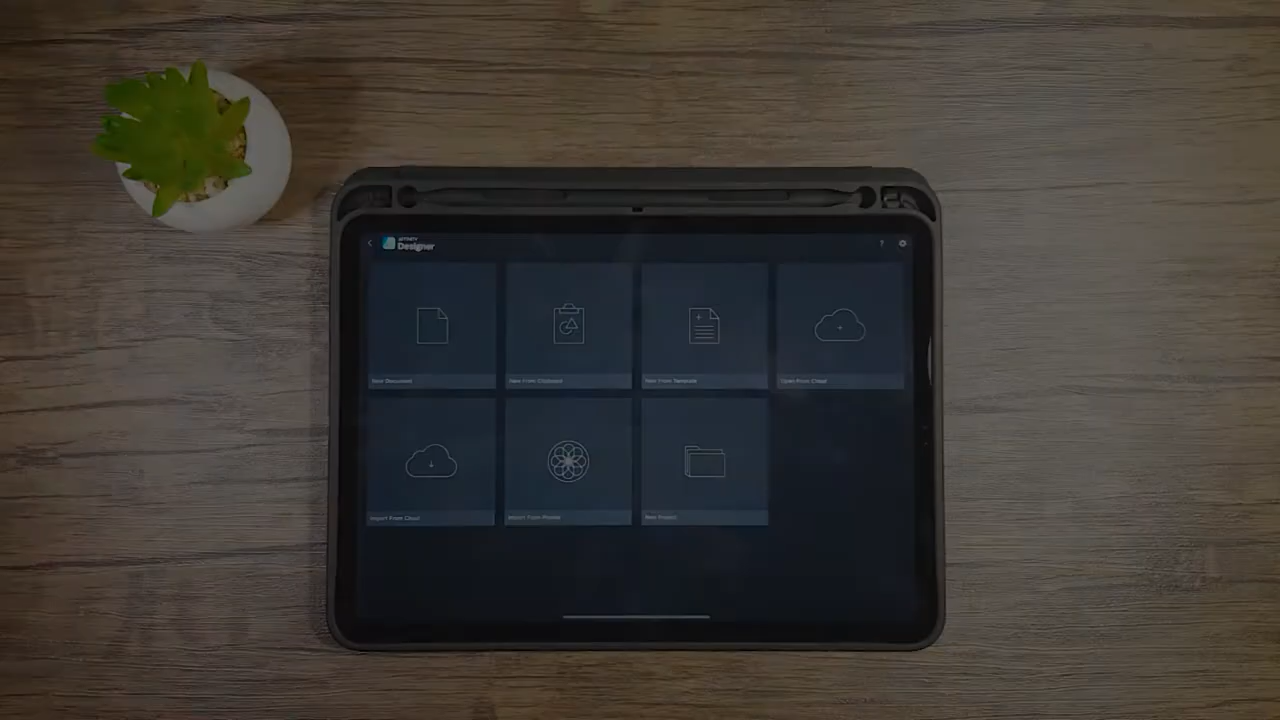 AFFINITY
Designer
?
New Document
New From Clipboard
New From Template
Open From Cloud
Import From Cloud
Import From Photos
New Project